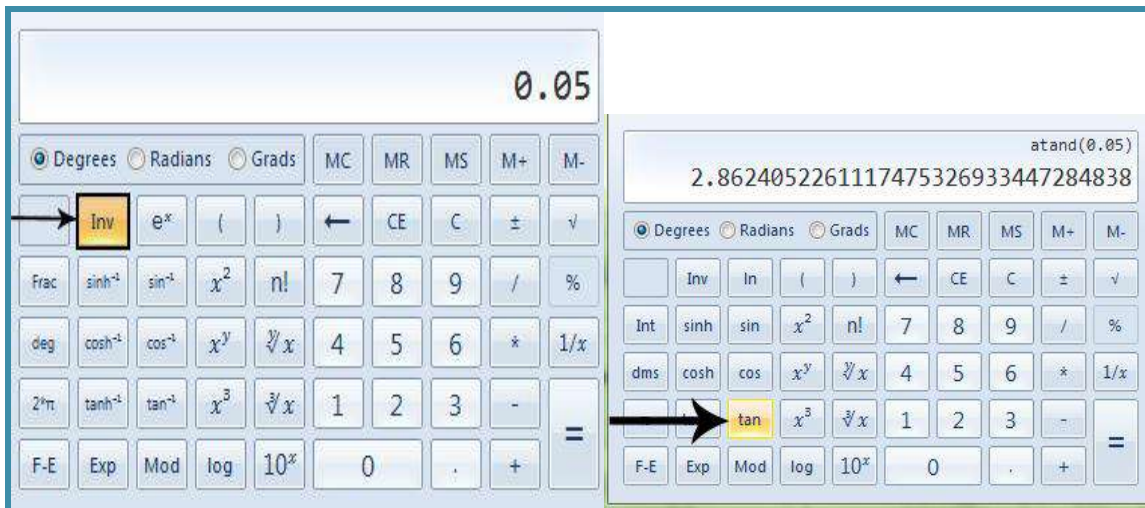 0.05
Degrees Radians Grads MC MR MS M+ M-
Inv eˣ ( ) ← CE C ± √
Frac sinh⁻¹ sin⁻¹ x² n! 7 8 9 / %
deg cosh⁻¹ cos⁻¹ xʸ ʸ√x 4 5 6 * 1/x
2*π tanh⁻¹ tan⁻¹ x³ ³√x 1 2 3 - =
F-E Exp Mod log 10ˣ 0 . +
atand(0.05)
2.8624052261117475326933447284838
Degrees Radians Grads MC MR MS M+ M-
Inv ln ( ) ← CE C ± √
Int sinh sin x² n! 7 8 9 / %
dms cosh cos xʸ ʸ√x 4 5 6 * 1/x
tan x³ ³√x 1 2 3 - =
F-E Exp Mod log 10ˣ 0 . +